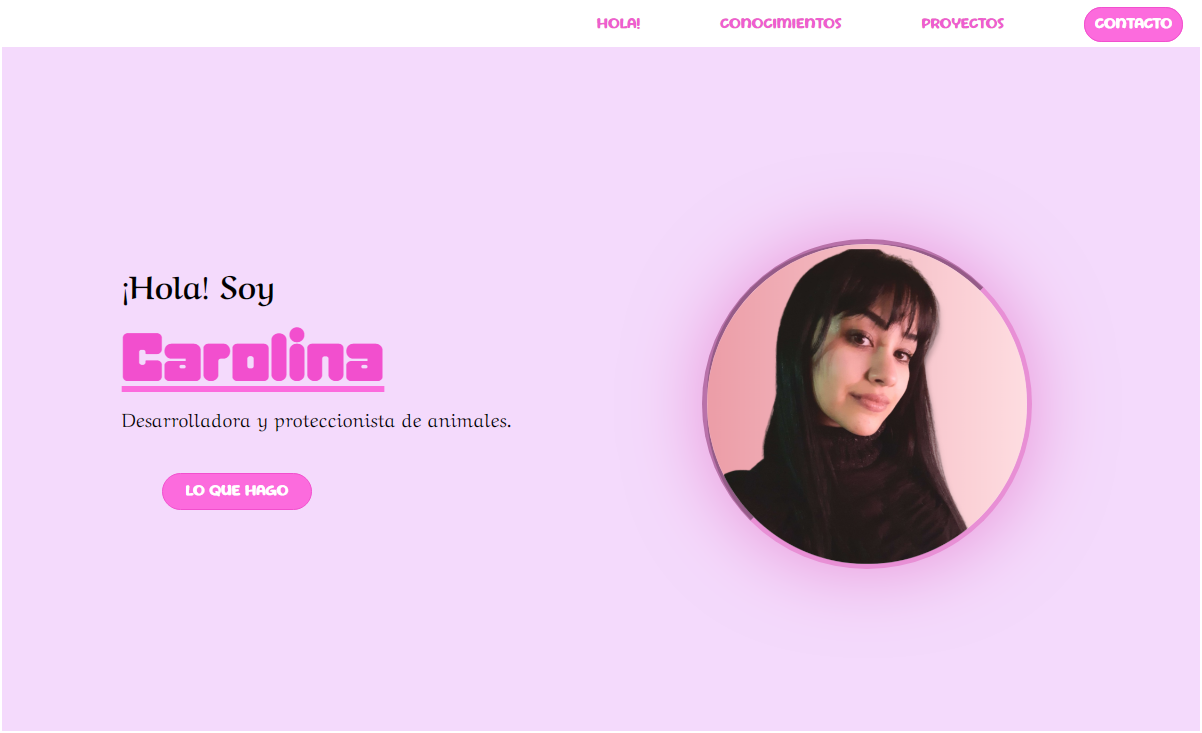 HOLA! CONOCIMIENTOS PROYECTOS CONTACTO
¡Hola! Soy
Carolina
Desarrolladora y proteccionista de animales.
LO QUE HAGO